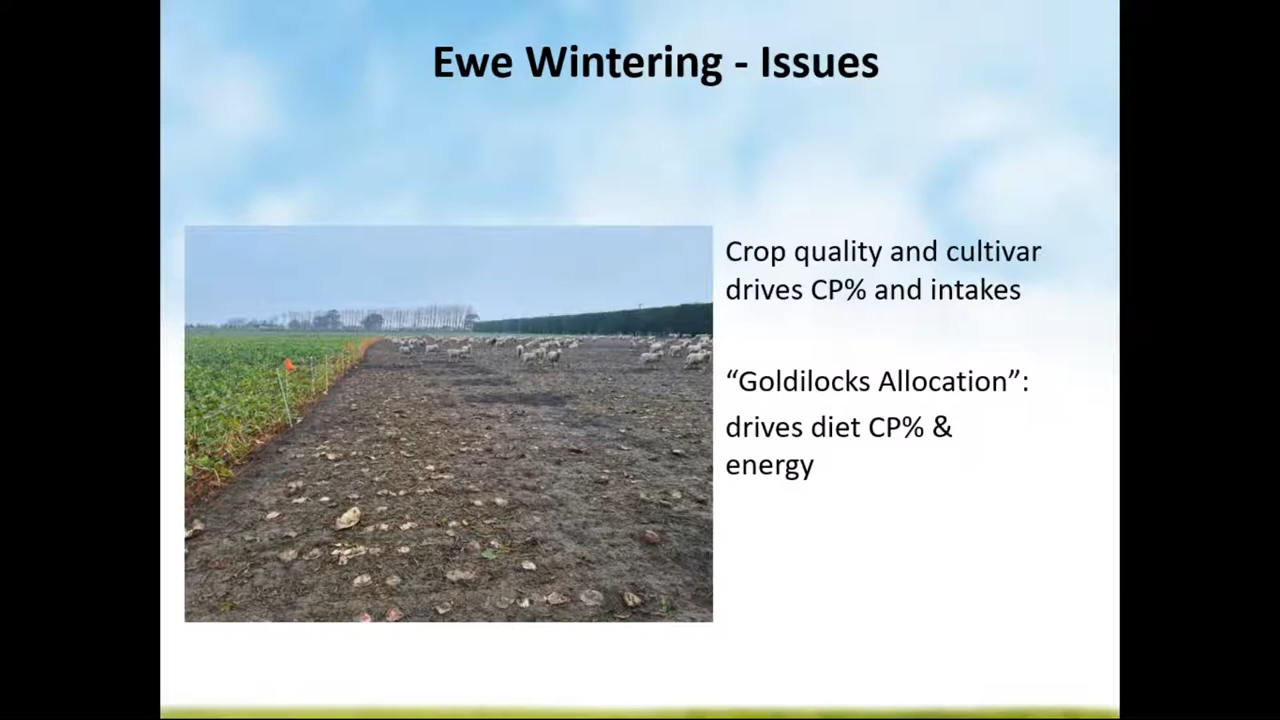 Ewe Wintering - Issues
Crop quality and cultivar
drives CP% and intakes
“Goldilocks Allocation”:
drives diet CP% &
energy